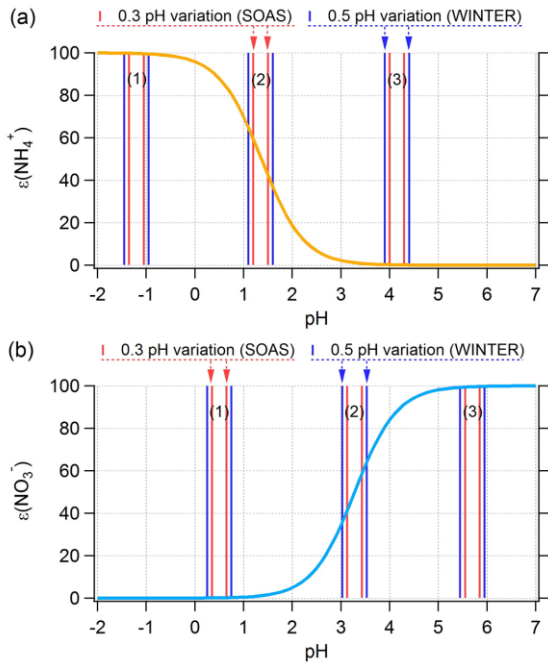 (a)
I 0.3 pH variation (SOAS) I 0.5 pH variation (WINTER)
100
80
60
40
20
0
ε(NH₄⁺)
(1) (2) (3)
-2 -1 0 1 2 3 4 5 6 7
pH
(b)
I 0.3 pH variation (SOAS) I 0.5 pH variation (WINTER)
100
80
60
40
20
0
ε(NO₃⁻)
(1) (2) (3)
-2 -1 0 1 2 3 4 5 6 7
pH